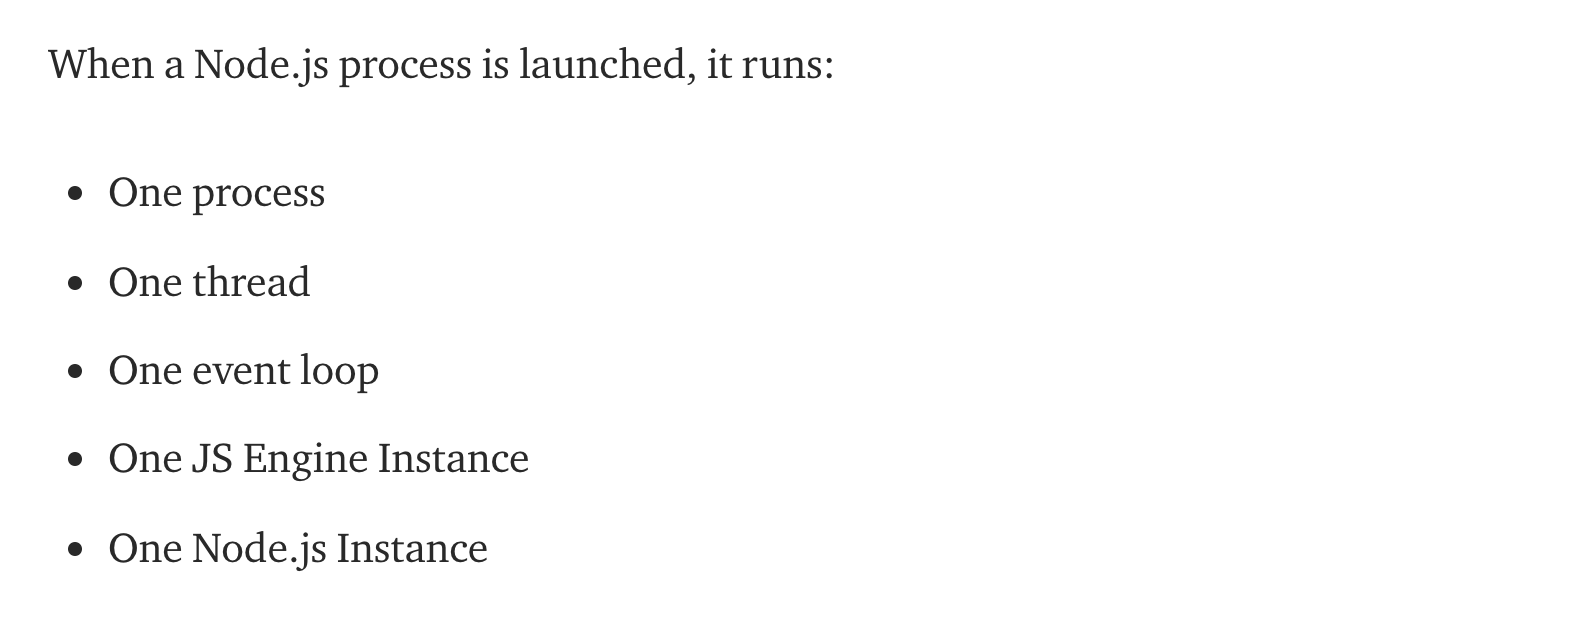 When a Node.js process is launched, it runs:
• One process
• One thread
• One event loop
• One JS Engine Instance
• One Node.js Instance